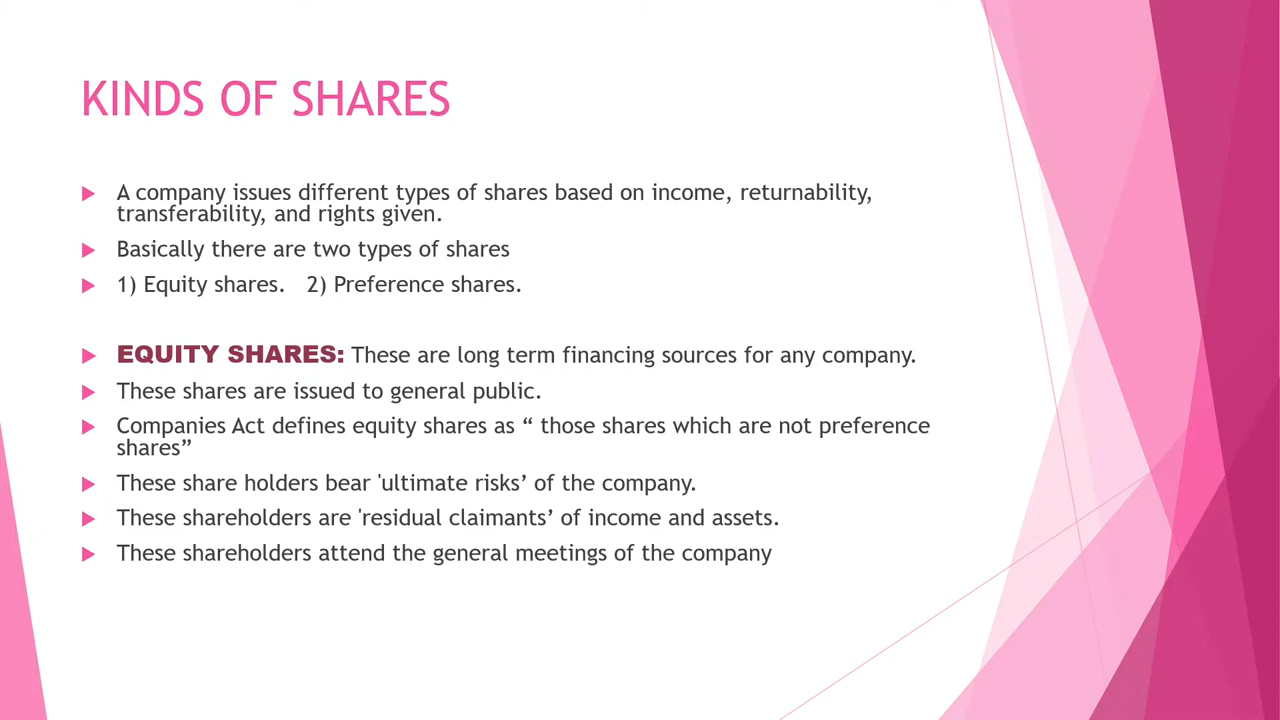 KINDS OF SHARES
A company issues different types of shares based on income, returnability,
transferability, and rights given.
Basically there are two types of shares
1) Equity shares.   2) Preference shares.
EQUITY SHARES: These are long term financing sources for any company.
These shares are issued to general public.
Companies Act defines equity shares as “ those shares which are not preference
shares”
These share holders bear 'ultimate risks’ of the company.
These shareholders are 'residual claimants’ of income and assets.
These shareholders attend the general meetings of the company